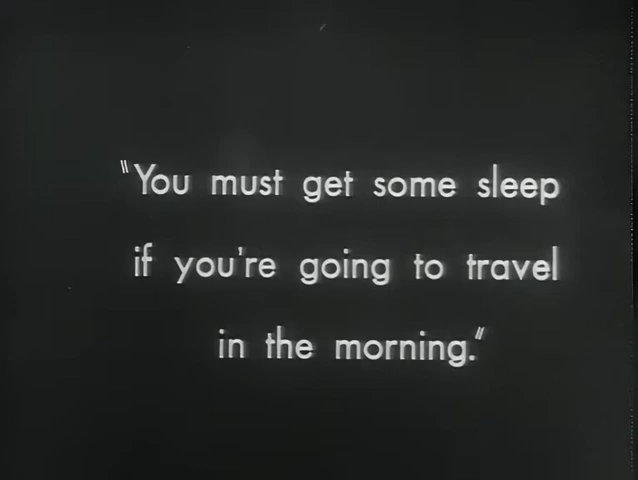 "You must get some sleep
if you're going to travel
in the morning."